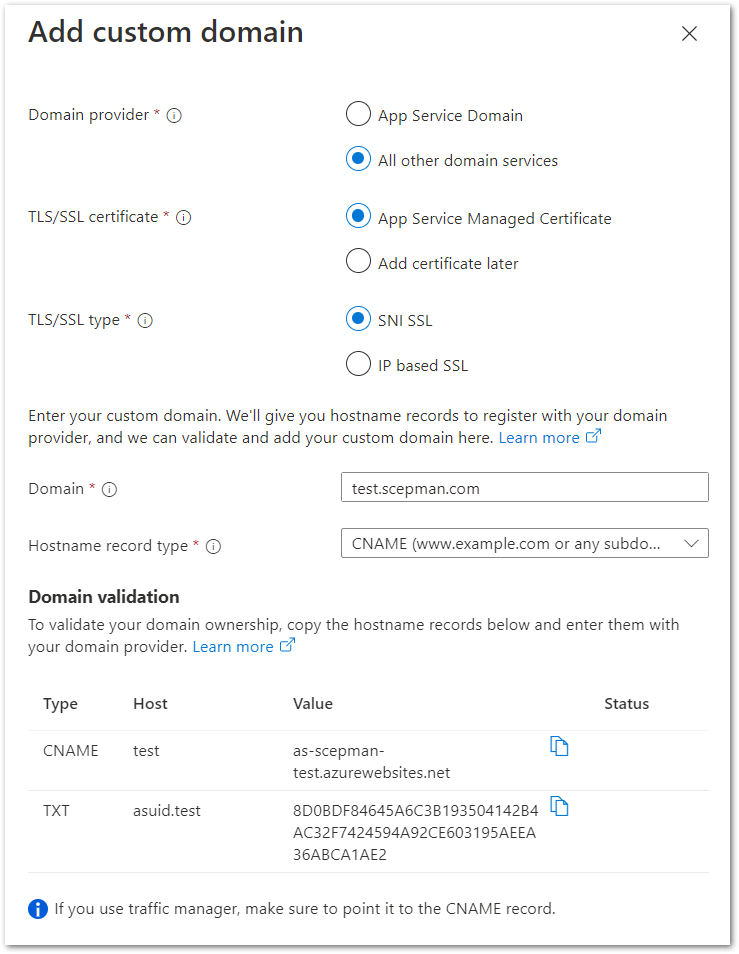 Add custom domain
Domain provider *
App Service Domain
All other domain services
TLS/SSL certificate *
App Service Managed Certificate
Add certificate later
TLS/SSL type *
SNI SSL
IP based SSL
Enter your custom domain. We'll give you hostname records to register with your domain
provider, and we can validate and add your custom domain here. Learn more
Domain *
test.scepman.com
Hostname record type *
CNAME (www.example.com or any subdo...
Domain validation
To validate your domain ownership, copy the hostname records below and enter them with
your domain provider. Learn more
Type Host Value Status
CNAME test as-scepman-
test.azurewebsites.net
TXT asuid.test 8D0BDF84645A6C3B193504142B4
AC32F7424594A92CE603195AEEA
36ABCA1AE2
If you use traffic manager, make sure to point it to the CNAME record.